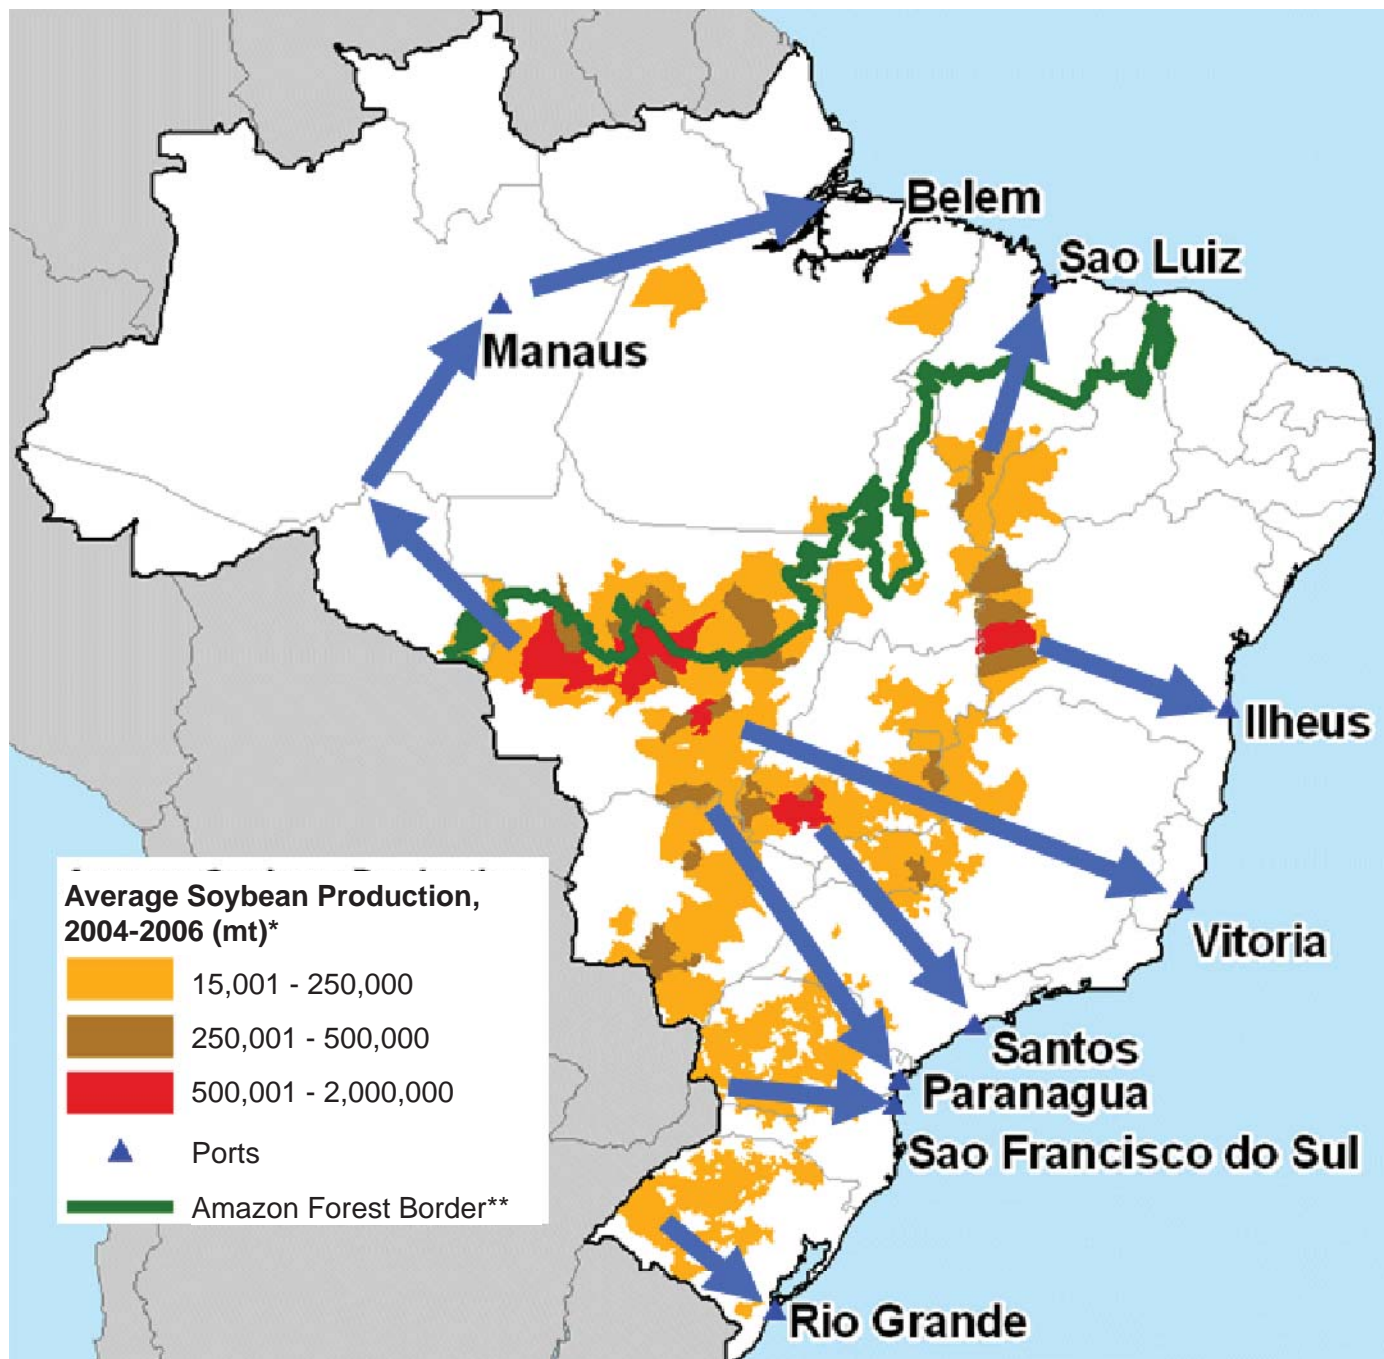 Belem
Sao Luiz
Manaus
Ilheus
Vitoria
Santos
Paranagua
Sao Francisco do Sul
Rio Grande
Average Soybean Production,
2004-2006 (mt)*
15,001 - 250,000
250,001 - 500,000
500,001 - 2,000,000
Ports
Amazon Forest Border**